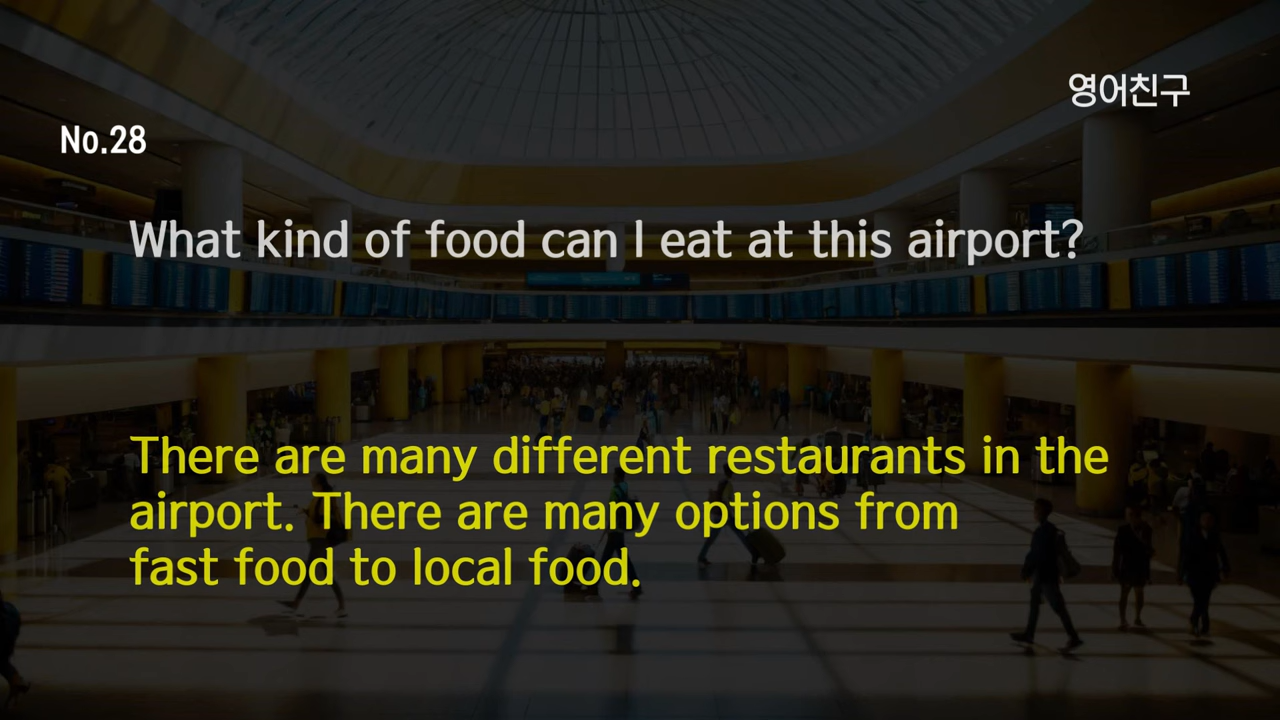 영어친구
No.28
What kind of food can I eat at this airport?
There are many different restaurants in the
airport. There are many options from
fast food to local food.